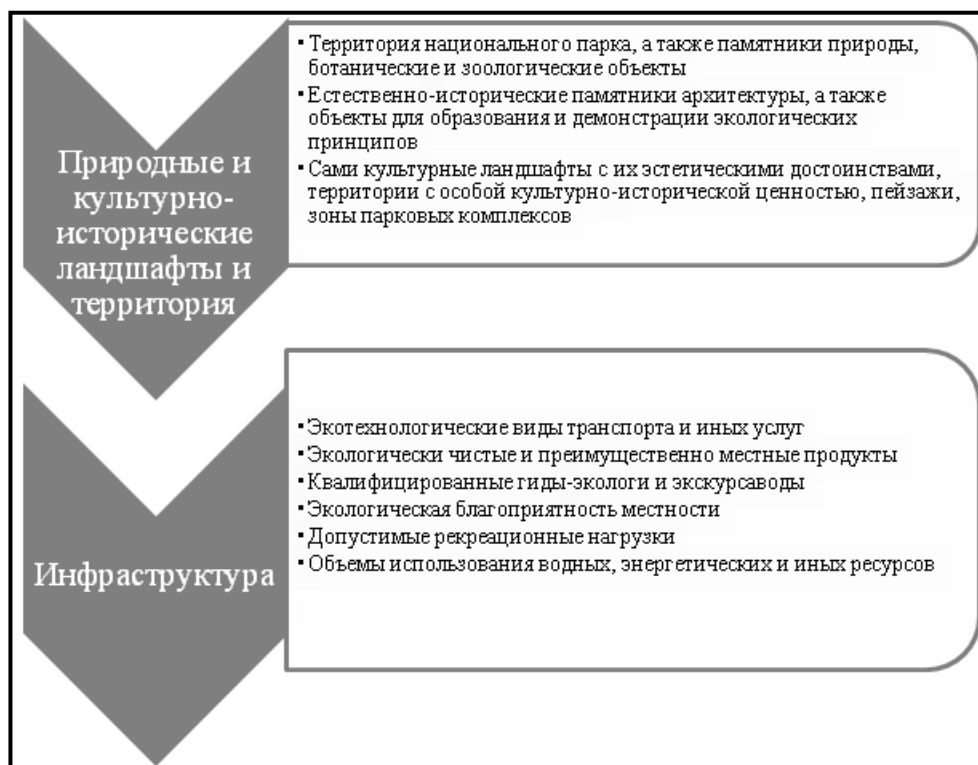 • Территория национального парка, а также памятники природы,
ботанические и зоологические объекты
• Естественно-исторические памятники архитектуры, а также
объекты для образования и демонстрации экологических
принципов
• Сами культурные ландшафты с их эстетическими достоинствами,
территории с особой культурно-исторической ценностью, пейзажи,
зоны парковых комплексов
Природные и
культурно-
исторические
ландшафты и
территория
• Экотехнологические виды транспорта и иных услуг
• Экологически чистые и преимущественно местные продукты
• Квалифицированные гиды-экологи и экскурсаводы
• Экологическая благоприятность местности
• Допустимые рекреационные нагрузки
• Объемы использования водных, энергетических и иных ресурсов
Инфраструктура